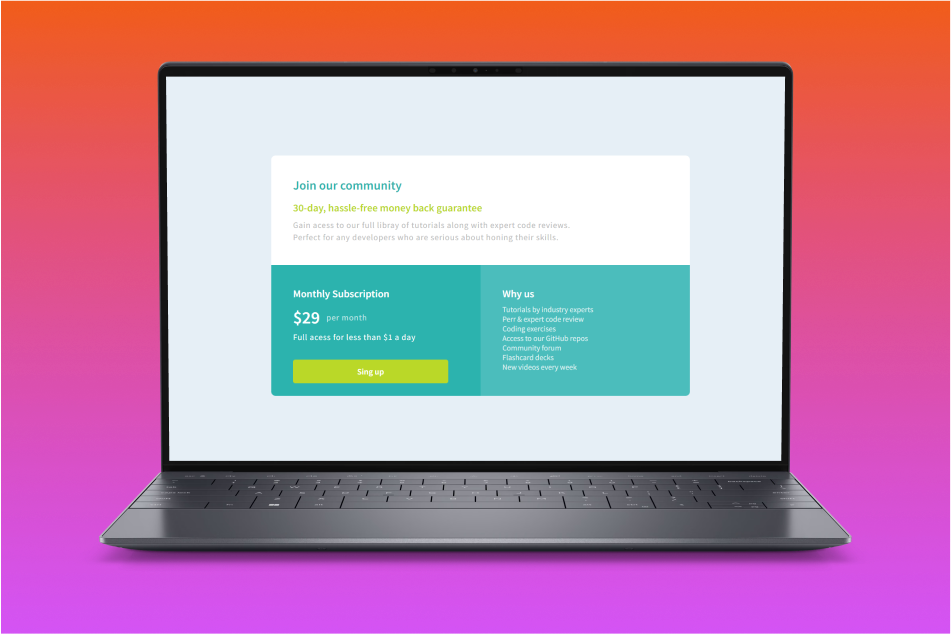 Join our community
30-day, hassle-free money back guarantee
Gain acess to our full libray of tutorials along with expert code reviews.
Perfect for any developers who are serious about honing their skills.
Monthly Subscription
$29 per month
Full acess for less than $1 a day
Sing up
Why us
Tutorials by industry experts
Perr & expert code review
Coding exercises
Access to our GitHub repos
Community forum
Flashcard decks
New videos every week